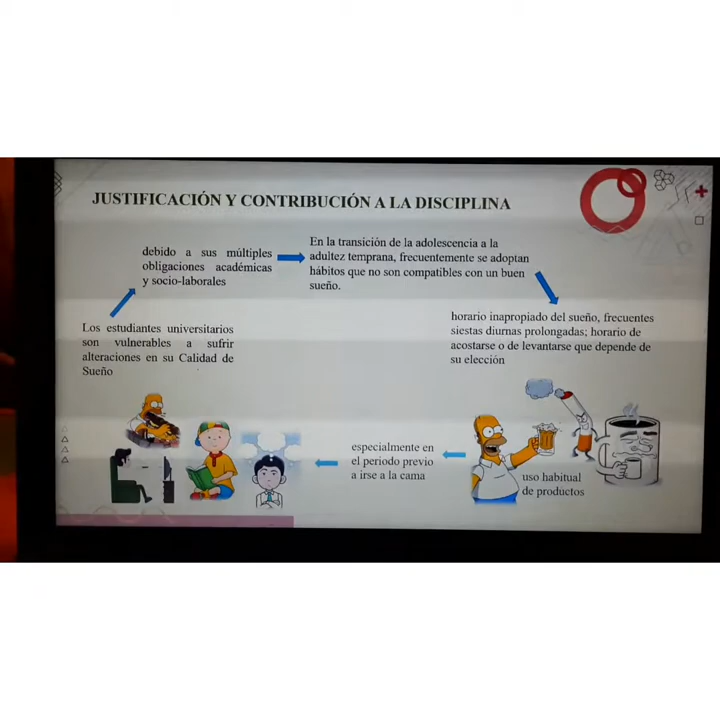 JUSTIFICACIÓN Y CONTRIBUCIÓN A LA DISCIPLINA
Los estudiantes universitarios
son vulnerables a sufrir
alteraciones en su Calidad de
Sueño
debido a sus múltiples
obligaciones académicas
y socio-laborales
En la transición de la adolescencia a la
adultez temprana, frecuentemente se adoptan
hábitos que no son compatibles con un buen
sueño.
horario inapropiado del sueño, frecuentes
siestas diurnas prolongadas; horario de
acostarse o de levantarse que depende de
su elección
uso habitual
de productos
especialmente en
el periodo previo
a irse a la cama